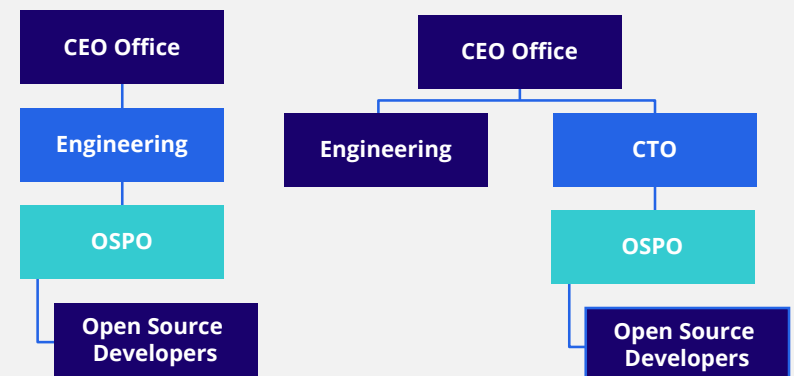 CEO Office
Engineering
OSPO
Open Source
Developers
CEO Office
Engineering
CTO
OSPO
Open Source
Developers